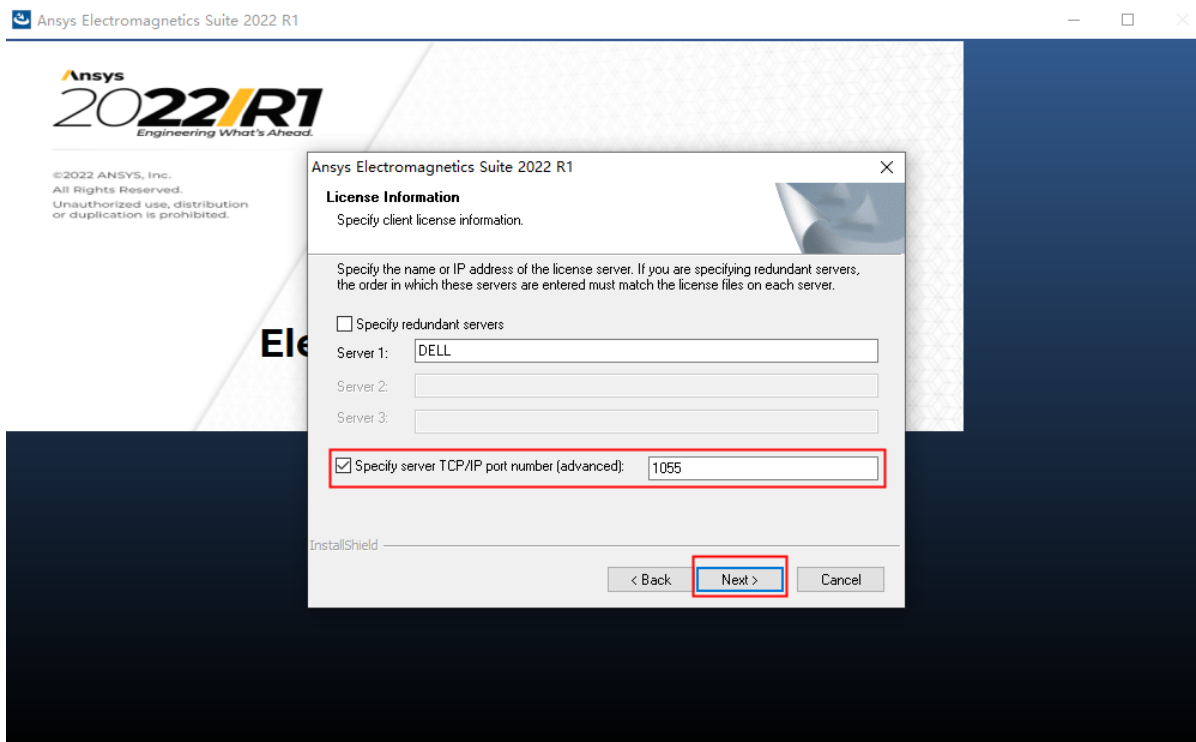 Ansys Electromagnetics Suite 2022 R1
Ansys
2022/R1
Engineering What's Ahead.
©2022 ANSYS, Inc.
All Rights Reserved.
Unauthorized use, distribution
or duplication is prohibited.
Ele
Ansys Electromagnetics Suite 2022 R1
License Information
Specify client license information.
Specify the name or IP address of the license server. If you are specifying redundant servers,
the order in which these servers are entered must match the license files on each server.
Specify redundant servers
Server 1: DELL
Server 2:
Server 3:
Specify server TCP/IP port number (advanced): 1055
InstallShield
< Back Next > Cancel